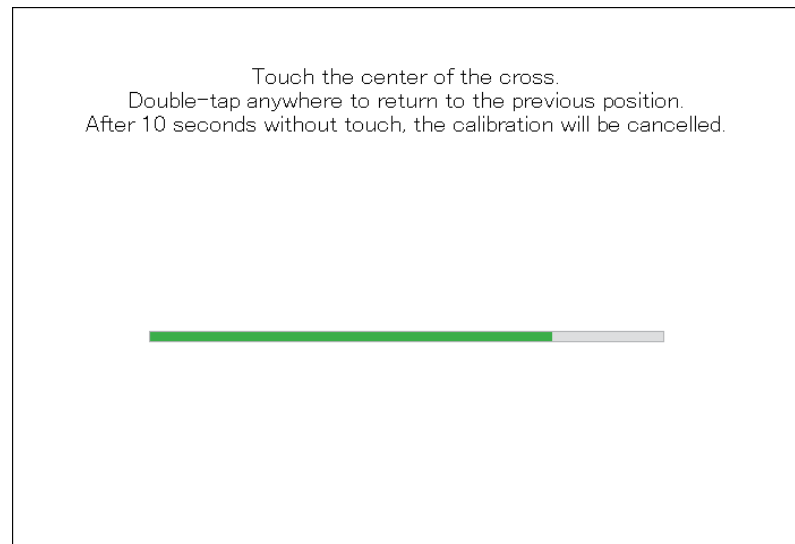 Touch the center of the cross.
Double-tap anywhere to return to the previous position.
After 10 seconds without touch, the calibration will be cancelled.